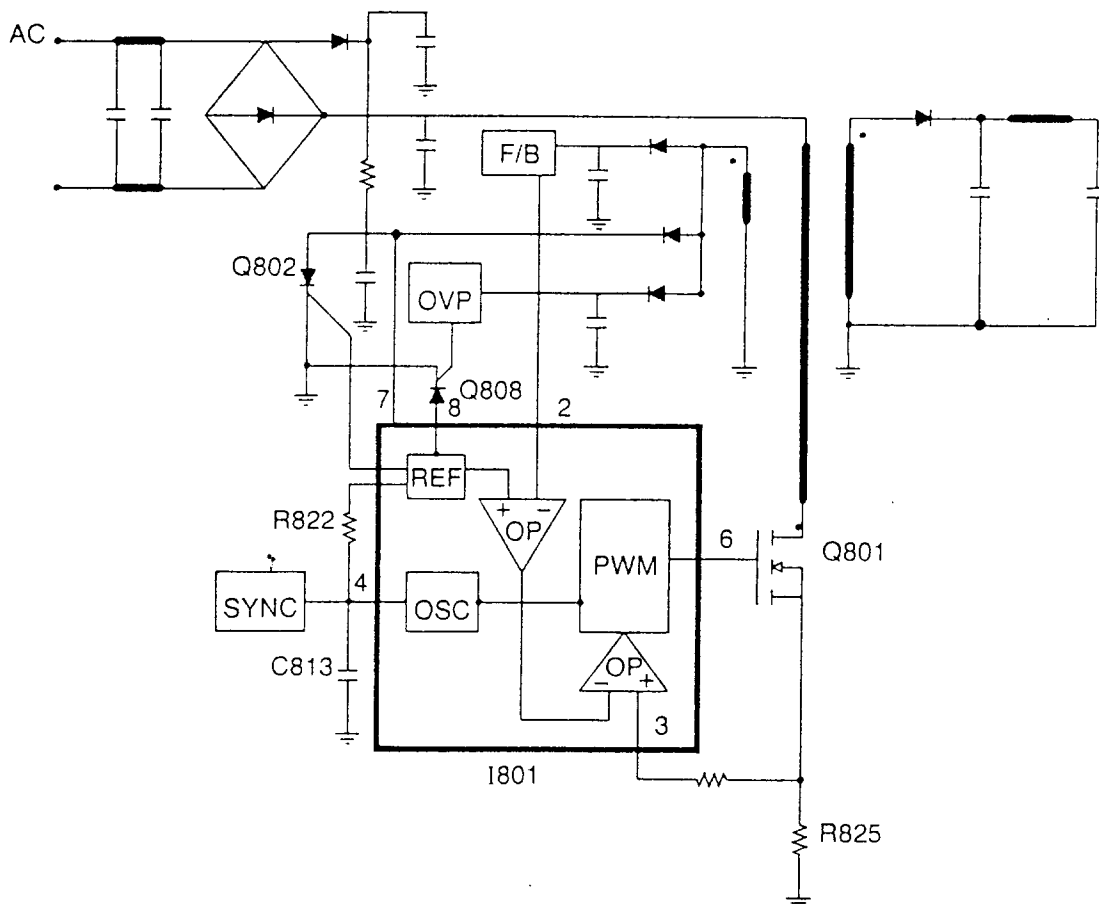 AC
F/B
Q802
OVP
Q808
7
8
2
REF
+
−
OP
R822
PWM
6
Q801
4
SYNC
OSC
C813
OP
−
+
3
I801
R825